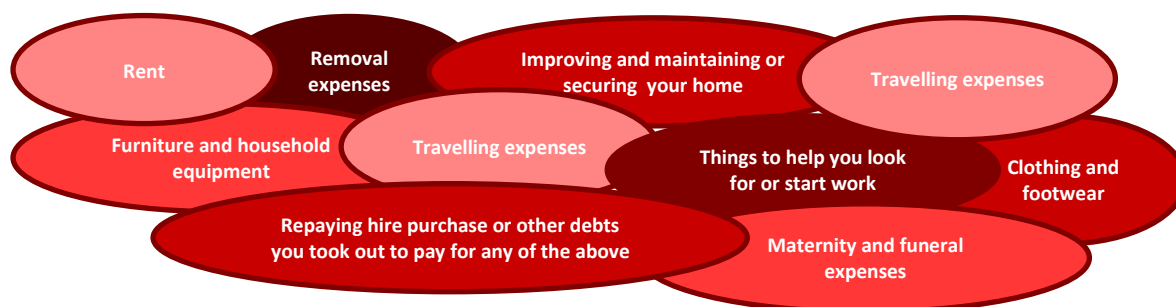 Rent
Removal
expenses
Improving and maintaining or
securing your home
Travelling expenses
Furniture and household
equipment
Travelling expenses
Things to help you look
for or start work
Clothing and
footwear
Repaying hire purchase or other debts
you took out to pay for any of the above
Maternity and funeral
expenses